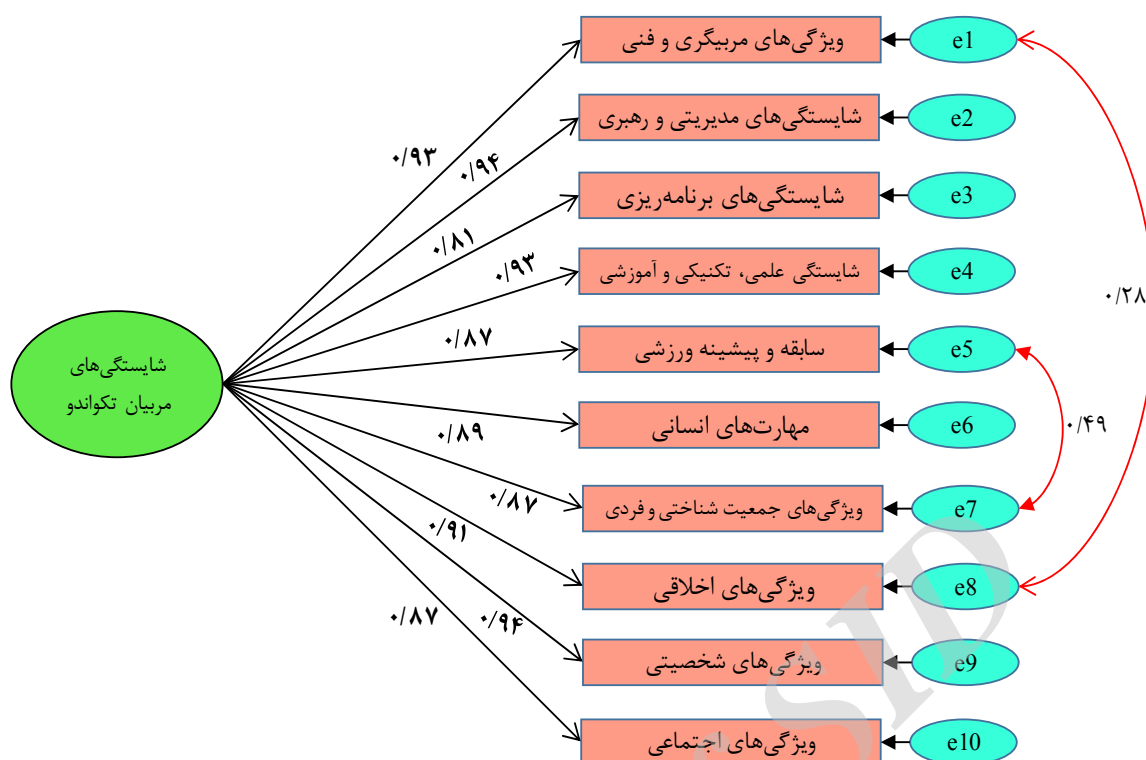 ویژگی‌های مربیگری و فنی
e1
شایستگی‌های مدیریتی و رهبری
e2
۰/۹۳
۰/۹۴
شایستگی‌های برنامه‌ریزی
e3
۰/۸۱
۰/۹۳
شایستگی علمی، تکنیکی و آموزشی
e4
۰/۲۸
۰/۸۷
سابقه و پیشینه ورزشی
e5
شایستگی‌های
مربیان تکواندو
۰/۸۹
مهارت‌های انسانی
e6
۰/۴۹
۰/۸۷
ویژگی‌های جمعیت شناختی و فردی
e7
۰/۹۱
ویژگی‌های اخلاقی
e8
۰/۸۷
۰/۹۴
ویژگی‌های شخصیتی
e9
ویژگی‌های اجتماعی
e10
SID